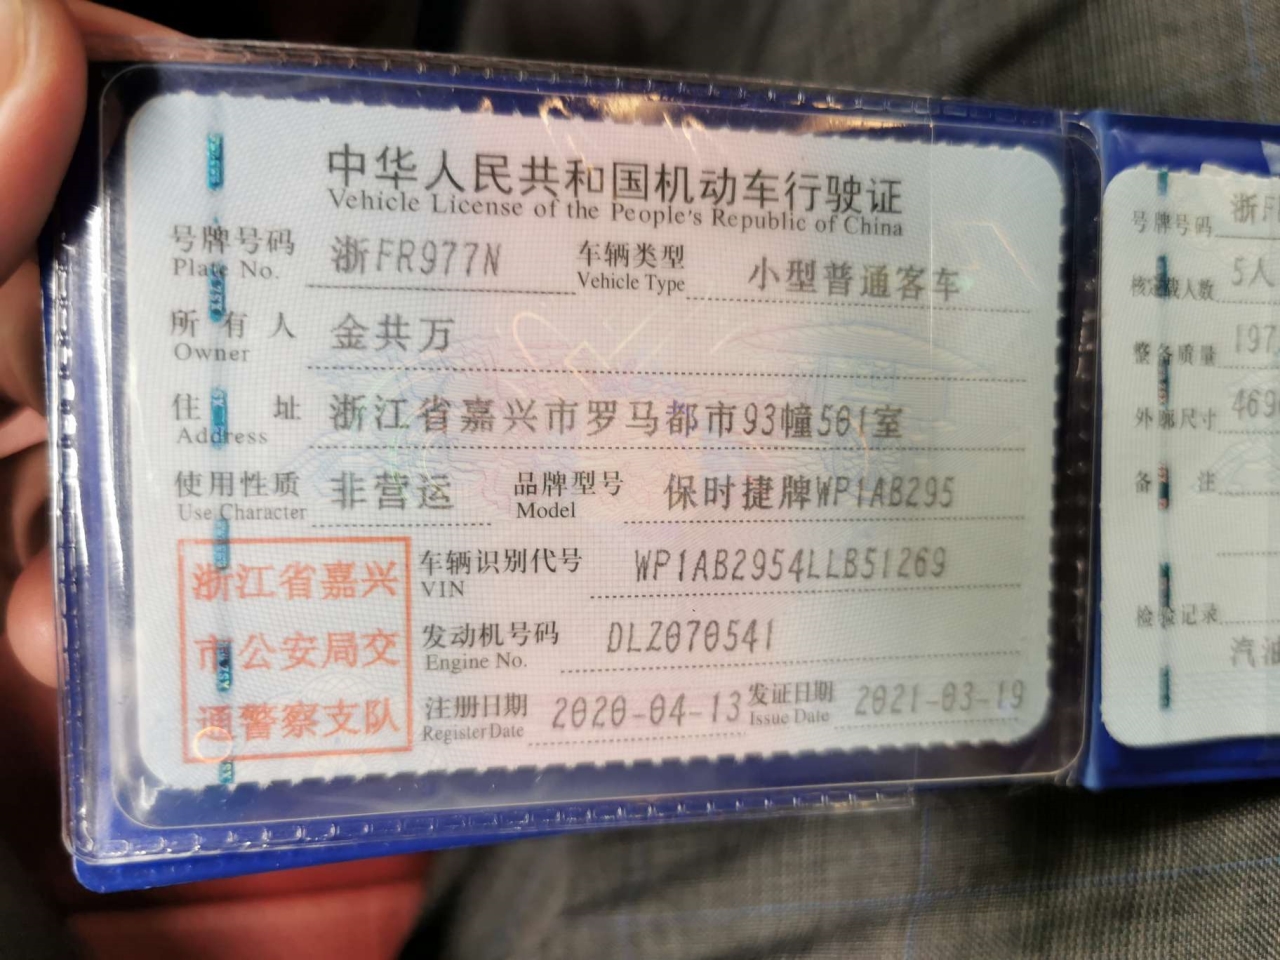 中华人民共和国机动车行驶证
Vehicle License of the People's Republic of China
号牌号码 浙FR977N 车辆类型 小型普通客车
Plate No. Vehicle Type
所有人 金共万
Owner
住址 浙江省嘉兴市罗马都市93幢501室
Address
使用性质 非营运 品牌型号 保时捷牌WP1AB295
Use Character Model
浙江省嘉兴
市公安局交
通警察支队
车辆识别代号 WP1AB2954LLB51269
VIN
发动机号码 DLZ070541
Engine No.
注册日期 2020-04-13 发证日期 2021-03-19
Register Date Issue Date
号牌号码 浙F
核定载人数 5人
整备质量 197
外廓尺寸 469
备注
检验记录
汽油